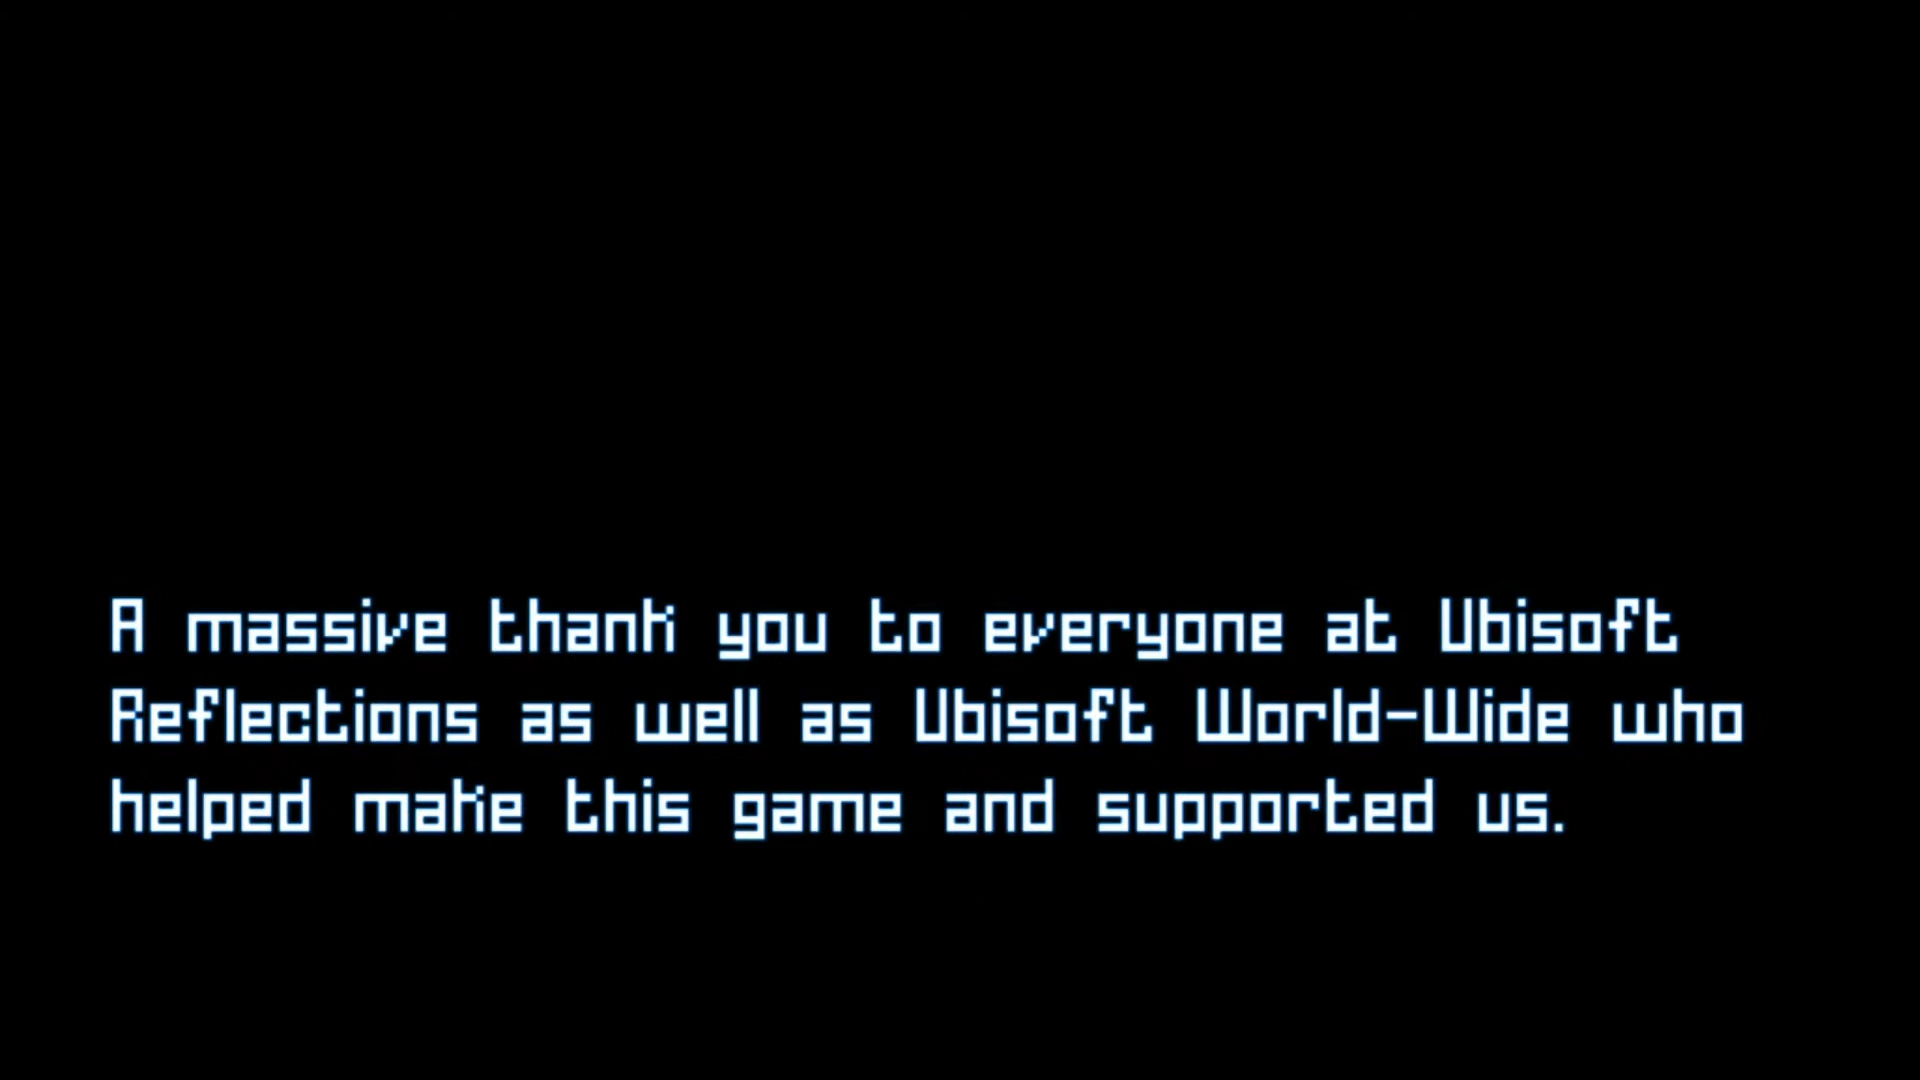 A massive thank you to everyone at Ubisoft
Reflections as well as Ubisoft World-Wide who
helped make this game and supported us.